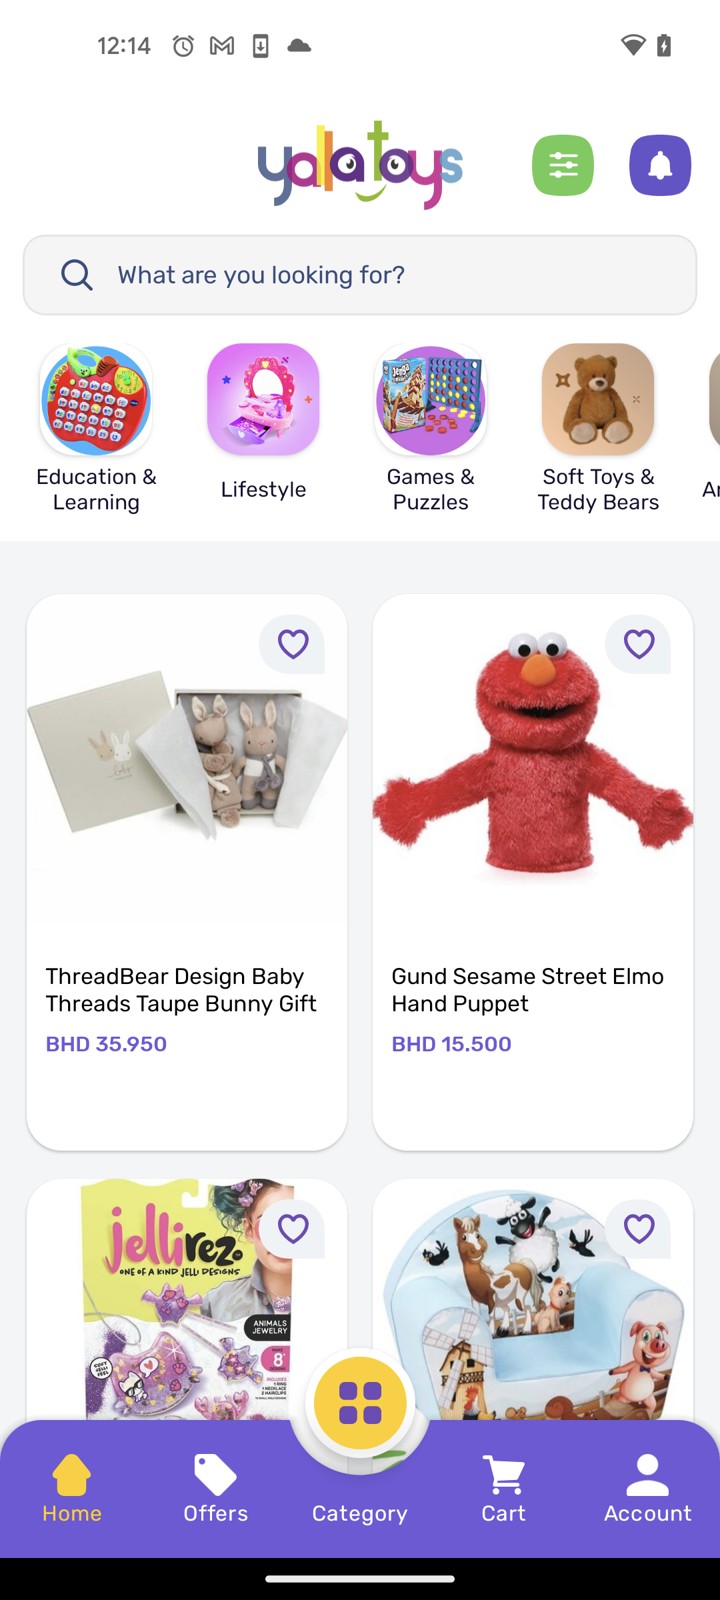 12:14
yallatoys
What are you looking for?
Education &
Learning
Lifestyle
Games &
Puzzles
Soft Toys &
Teddy Bears
Jenga
ThreadBear Design Baby
Threads Taupe Bunny Gift
BHD 35.950
Gund Sesame Street Elmo
Hand Puppet
BHD 15.500
jellirez
ONE OF A KIND JELLI DESIGNS
ANIMALS
JEWELRY
8
Home
Offers
Category
Cart
Account